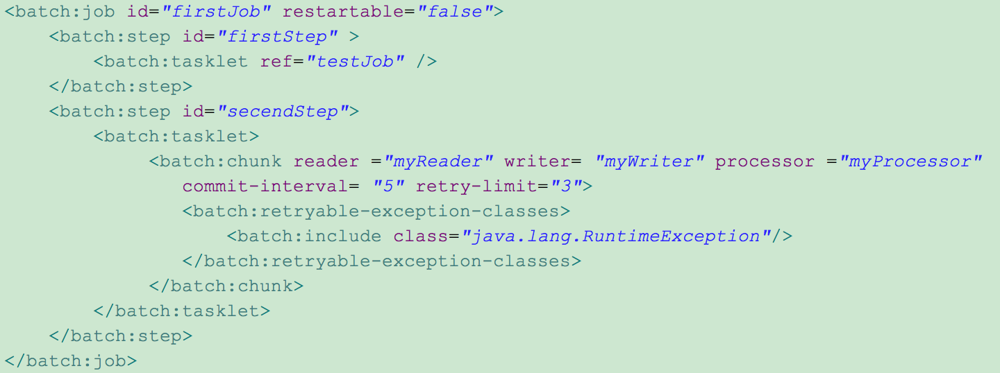 <batch:job id="firstJob" restartable="false">
<batch:step id="firstStep" >
<batch:tasklet ref="testJob" />
</batch:step>
<batch:step id="secendStep">
<batch:tasklet>
<batch:chunk reader ="myReader" writer= "myWriter" processor ="myProcessor"
commit-interval= "5" retry-limit="3">
<batch:retryable-exception-classes>
<batch:include class="java.lang.RuntimeException"/>
</batch:retryable-exception-classes>
</batch:chunk>
</batch:tasklet>
</batch:step>
</batch:job>